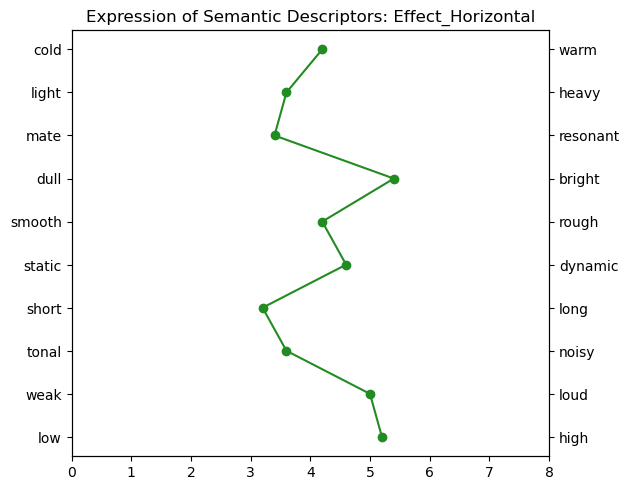 Expression of Semantic Descriptors: Effect_Horizontal
cold warm
light heavy
mate resonant
dull bright
smooth rough
static dynamic
short long
tonal noisy
weak loud
low high
0 1 2 3 4 5 6 7 8